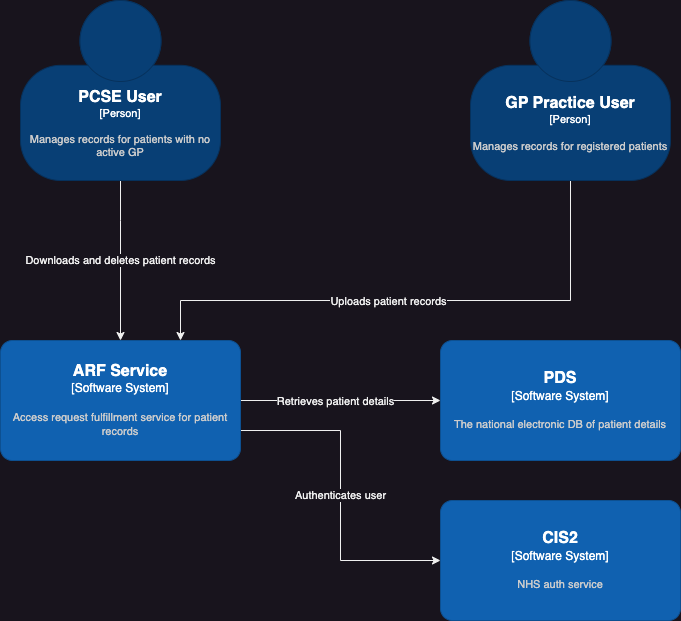 PCSE User
[Person]
Manages records for patients with no
active GP
GP Practice User
[Person]
Manages records for registered patients
Downloads and deletes patient records
Uploads patient records
ARF Service
[Software System]
Access request fulfillment service for patient
records
Retrieves patient details
PDS
[Software System]
The national electronic DB of patient details
Authenticates user
CIS2
[Software System]
NHS auth service